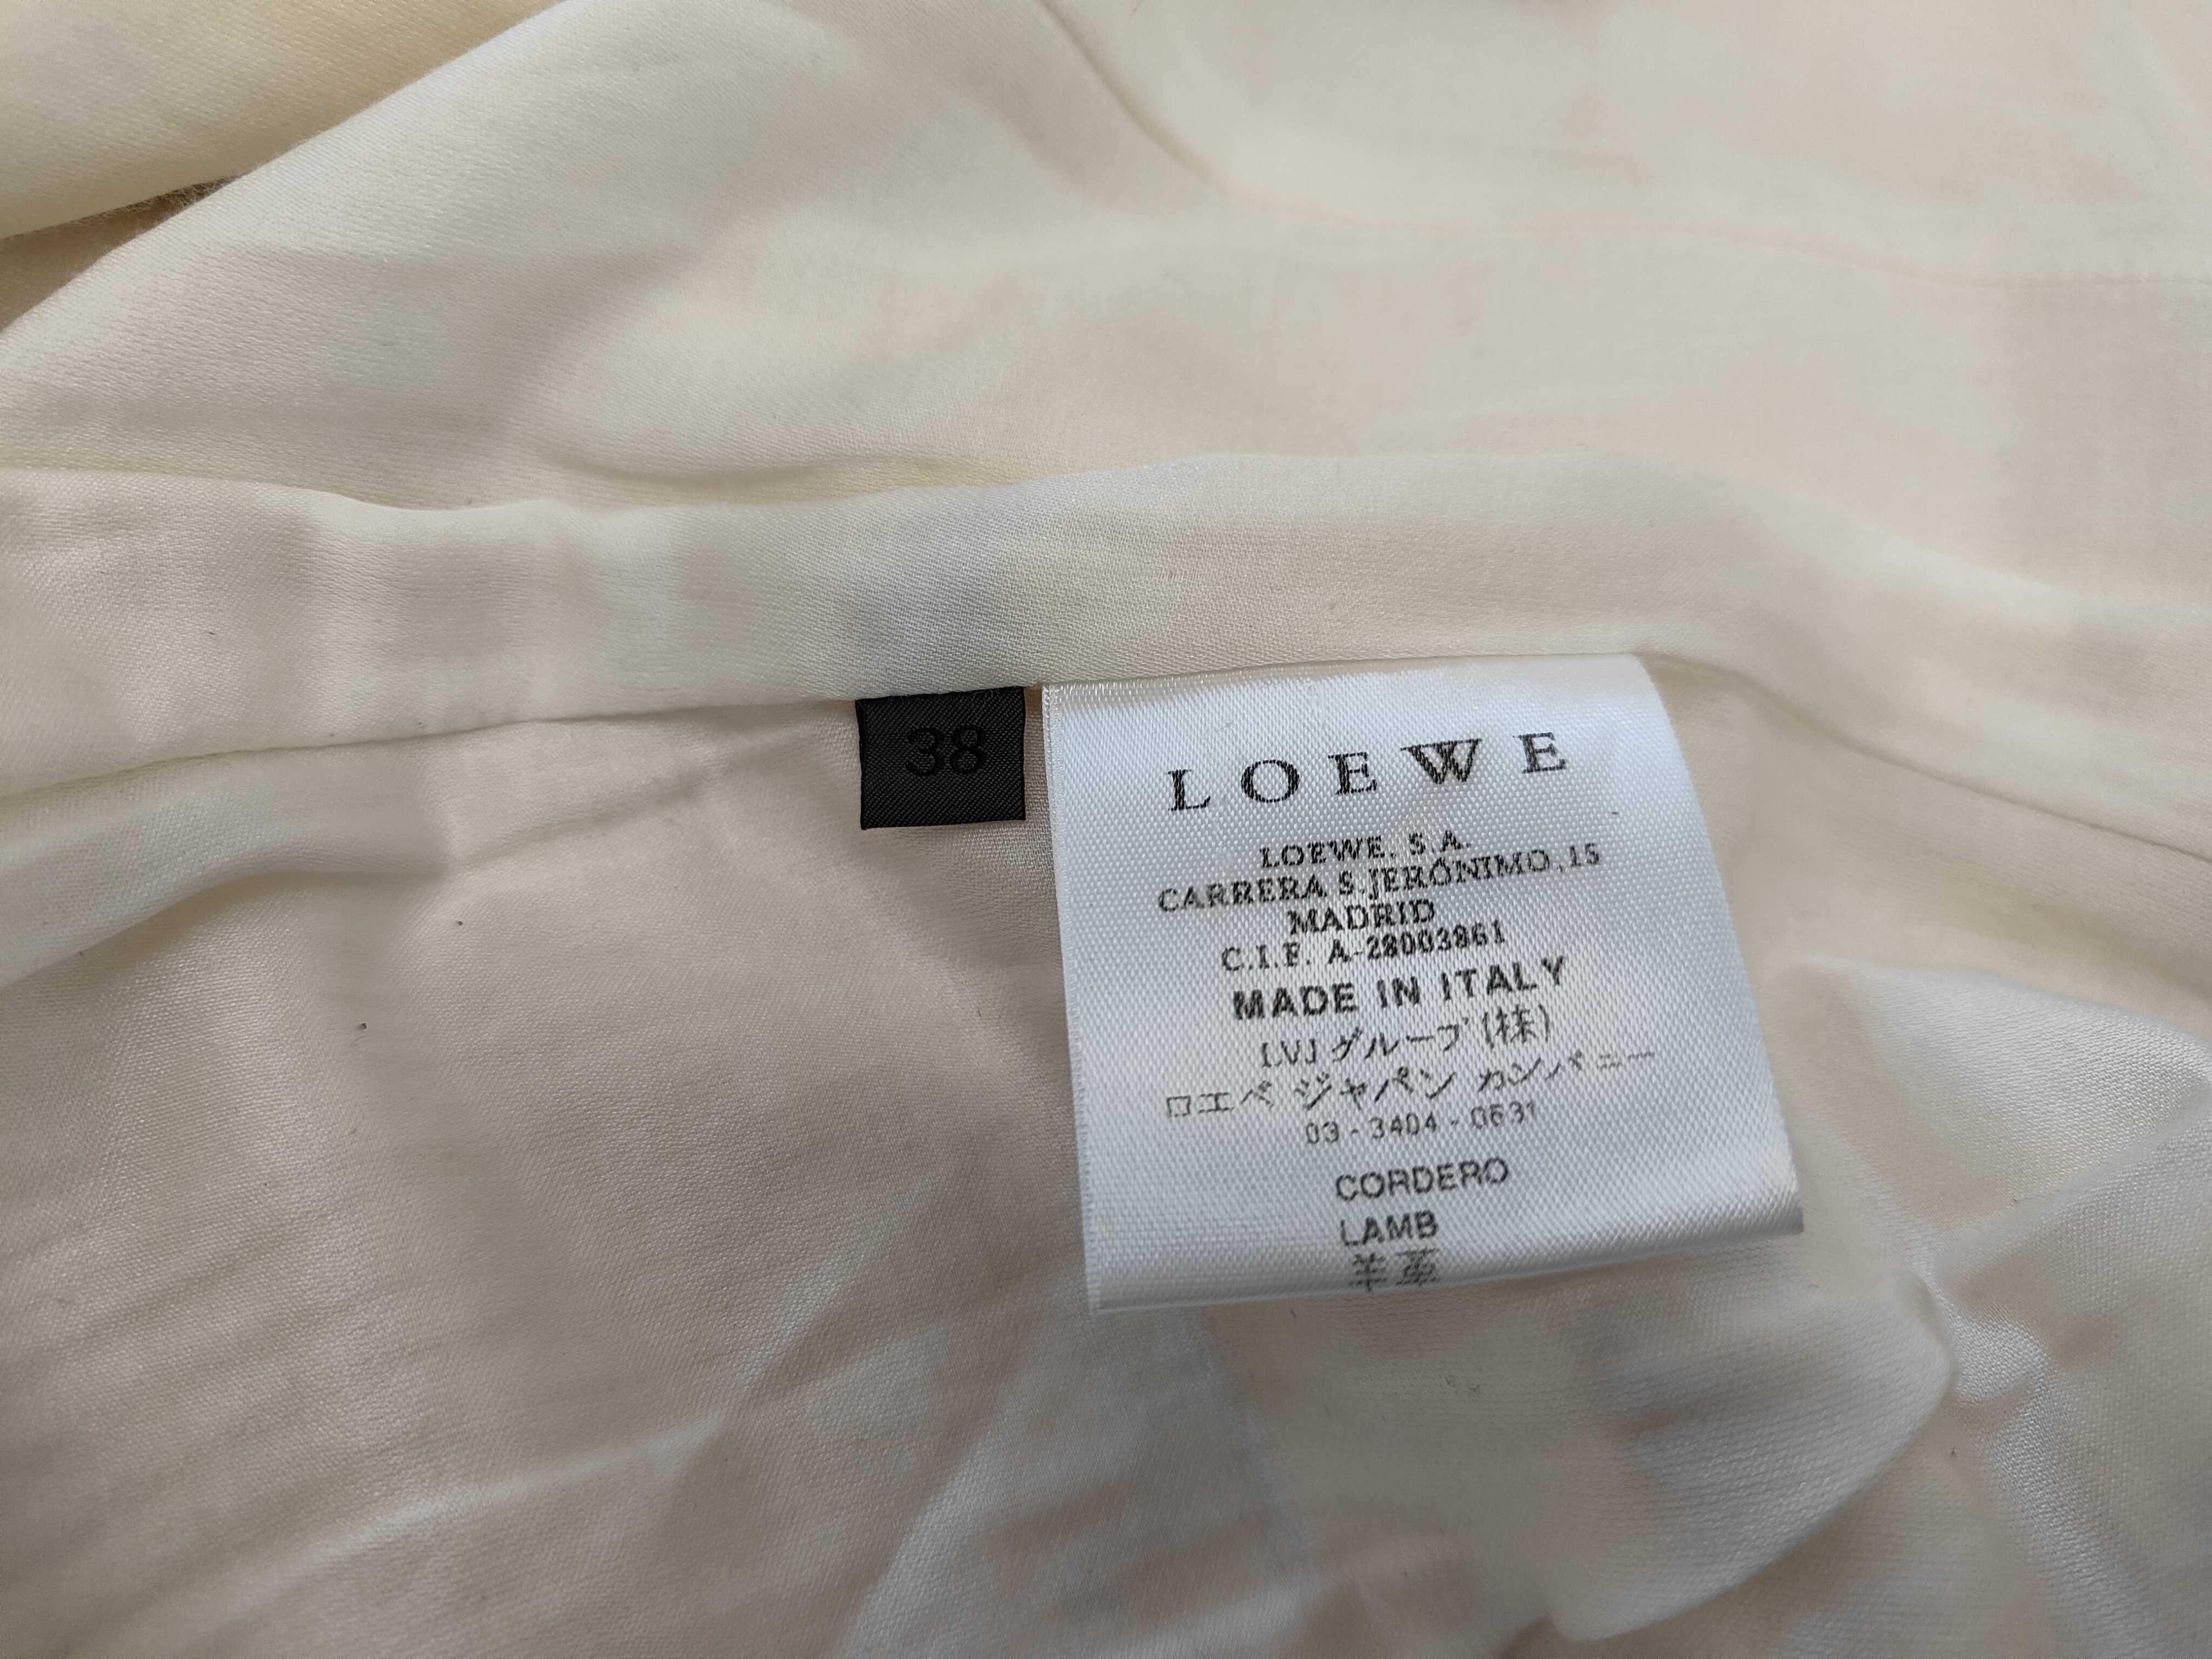 38
LOEWE
LOEWE, S.A.
CARRERA S.JERÓNIMO,15
MADRID
C.I.F. A-28003861
MADE IN ITALY
LVJ グループ (株)
ロエベ ジャパン カンパニー
03-3404-0631
CORDERO
LAMB
羊革